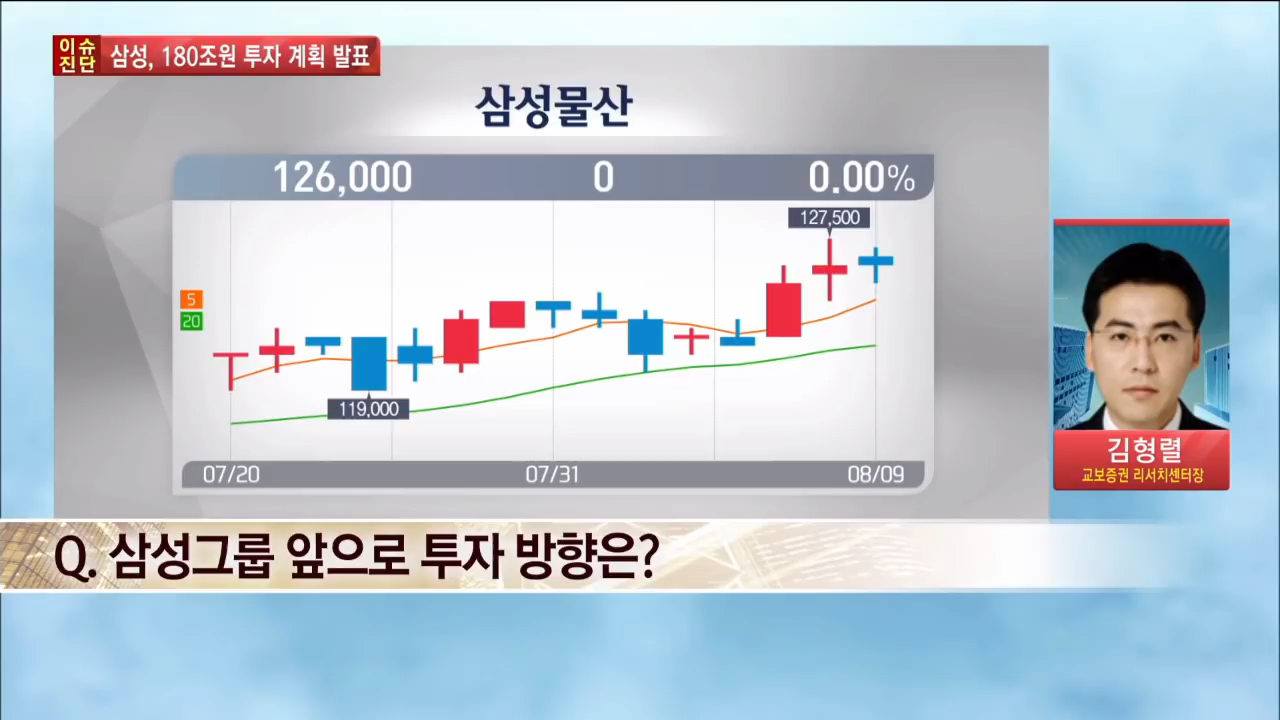 이슈
진단
삼성, 180조원 투자 계획 발표
삼성물산
126,000 0 0.00%
127,500
5
20
119,000
07/20 07/31 08/09
김형렬
교보증권 리서치센터장
Q. 삼성그룹 앞으로 투자 방향은?